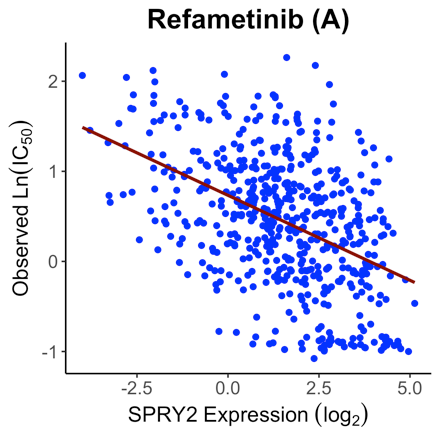 Refametinib (A)
Observed Ln(IC₅₀)
2
1
0
-1
-2.5 0.0 2.5 5.0
SPRY2 Expression (log₂)